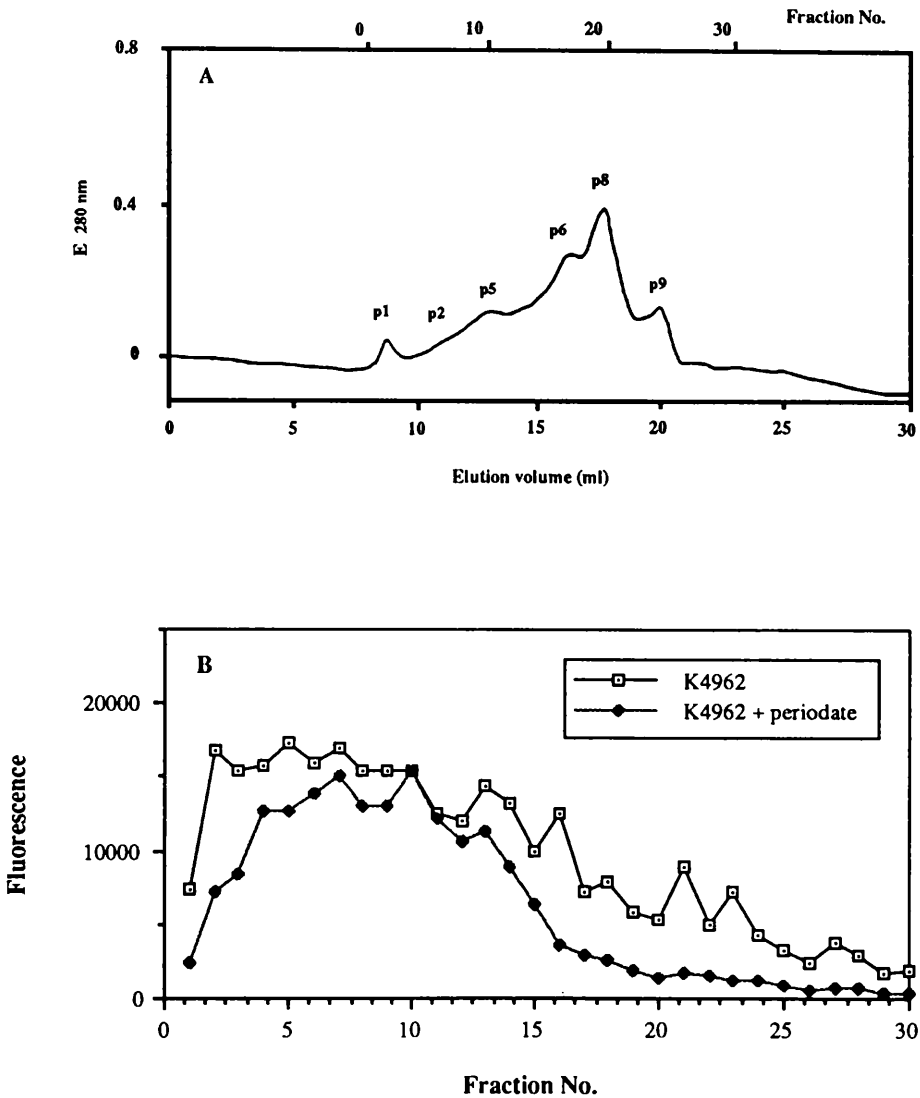 Fraction No.
0 10 20 30
0.8
A
0.4
E 280 nm
p8
p6
p9
p5
p1
p2
0
0 5 10 15 20 25 30
Elution volume (ml)
B
K4962
K4962 + periodate
20000
10000
0
Fluorescence
0 5 10 15 20 25 30
Fraction No.